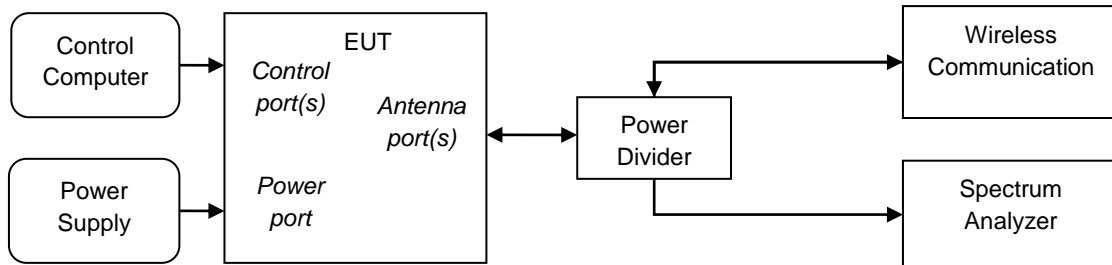 Control
Computer
EUT
Control
port(s)
Antenna
port(s)
Power
port
Power
Supply
Power
Divider
Wireless
Communication
Spectrum
Analyzer